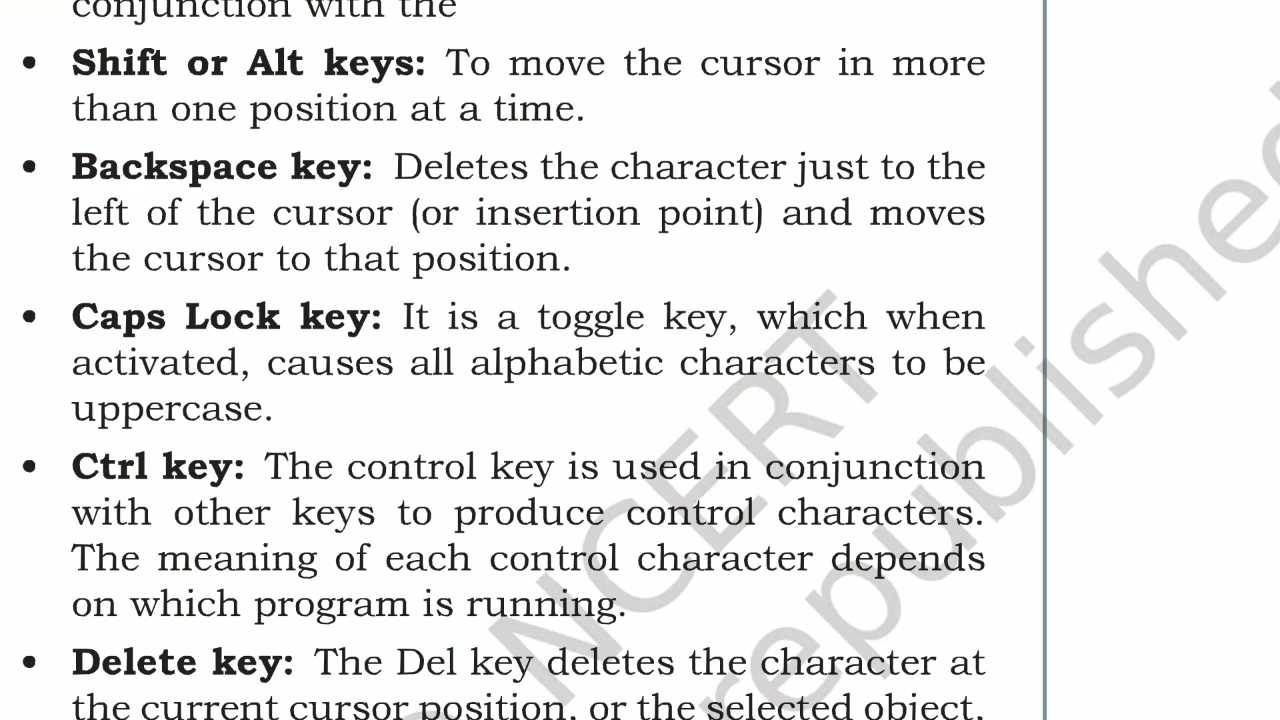 conjunction with the
• Shift or Alt keys: To move the cursor in more
than one position at a time.
• Backspace key: Deletes the character just to the
left of the cursor (or insertion point) and moves
the cursor to that position.
• Caps Lock key: It is a toggle key, which when
activated, causes all alphabetic characters to be
uppercase.
• Ctrl key: The control key is used in conjunction
with other keys to produce control characters.
The meaning of each control character depends
on which program is running.
• Delete key: The Del key deletes the character at
the current cursor position, or the selected object,
NCERT
republished